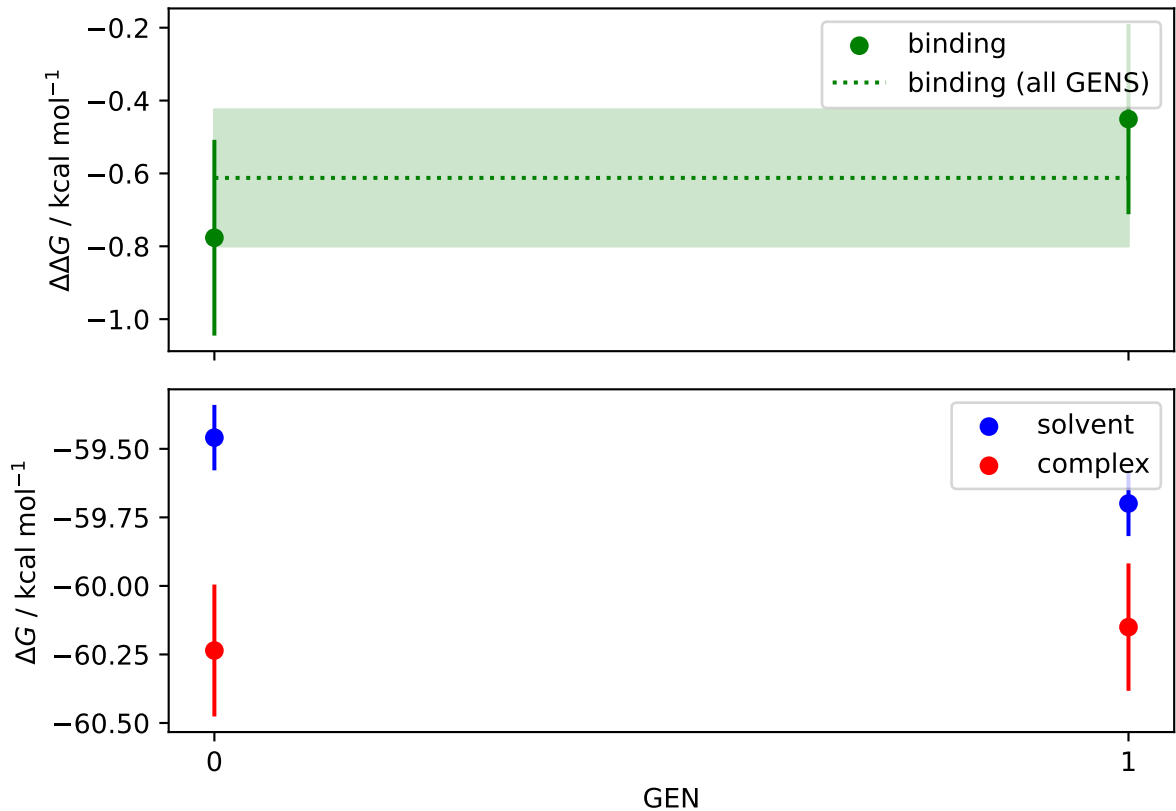 −0.2
−0.4
−0.6
−0.8
−1.0
ΔΔG / kcal mol⁻¹
binding
binding (all GENS)
−59.50
−59.75
−60.00
−60.25
−60.50
ΔG / kcal mol⁻¹
solvent
complex
0
1
GEN